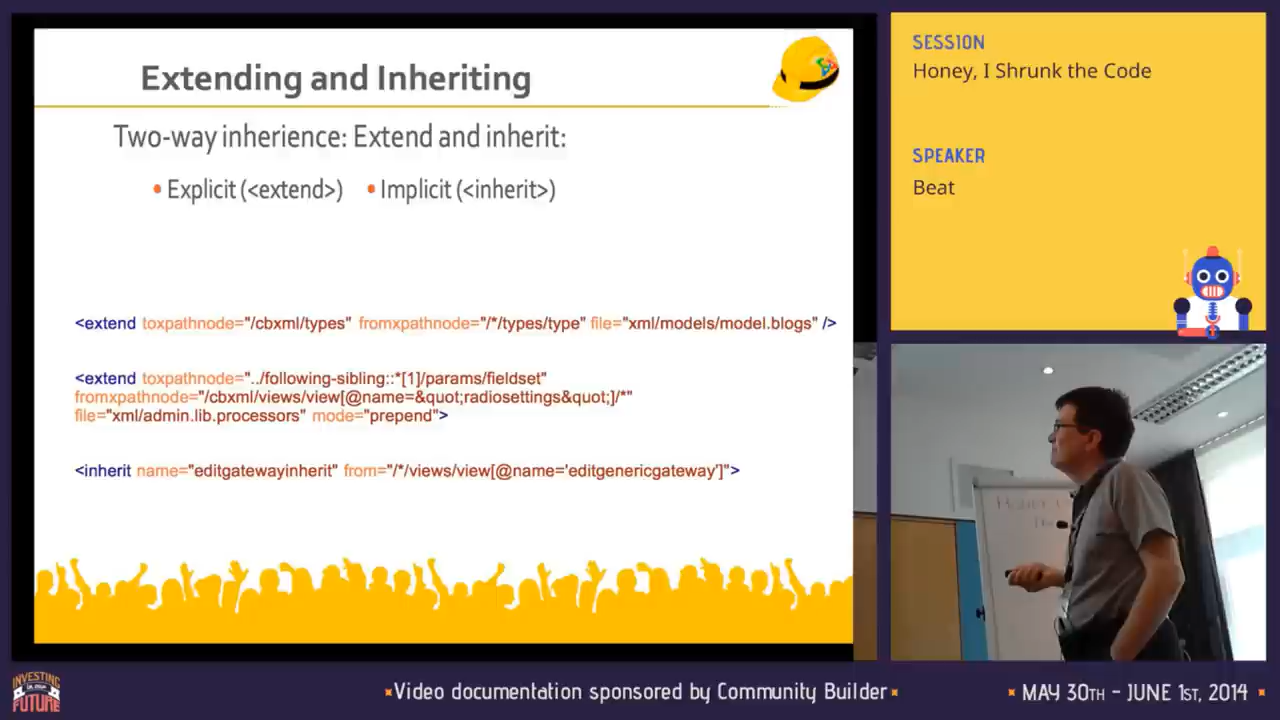 Extending and Inheriting
Two-way inherience: Extend and inherit:
• Explicit (<extend>) • Implicit (<inherit>)
<extend toxpathnode="/cbxml/types" fromxpathnode="/*/types/type" file="xml/models/model.blogs" />
<extend toxpathnode="../following-sibling::*[1]/params/fieldset"
fromxpathnode="/cbxml/views/view[@name=&quot;radiosettings&quot;]/*"
file="xml/admin.lib.processors" mode="prepend">
<inherit name="editgatewayinherit" from="/*/views/view[@name='editgenericgateway']">
SESSION
Honey, I Shrunk the Code
SPEAKER
Beat
INVESTING
IN OUR
FUTURE
Video documentation sponsored by Community Builder
MAY 30TH - JUNE 1ST, 2014